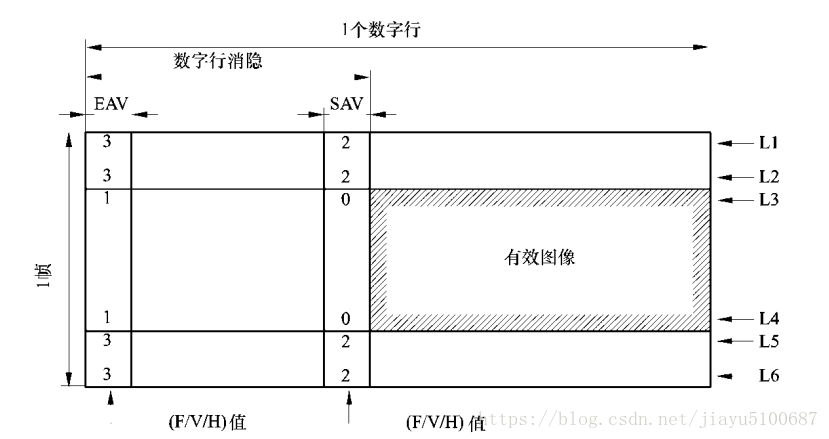 1个数字行
数字行消隐
EAV SAV
3 2 L1
3 2 L2
1 0 L3
有效图像
1帧
1 0 L4
3 2 L5
3 2 L6
(F/V/H)值 (F/V/H)值
https://blog.csdn.net/jiayu5100687